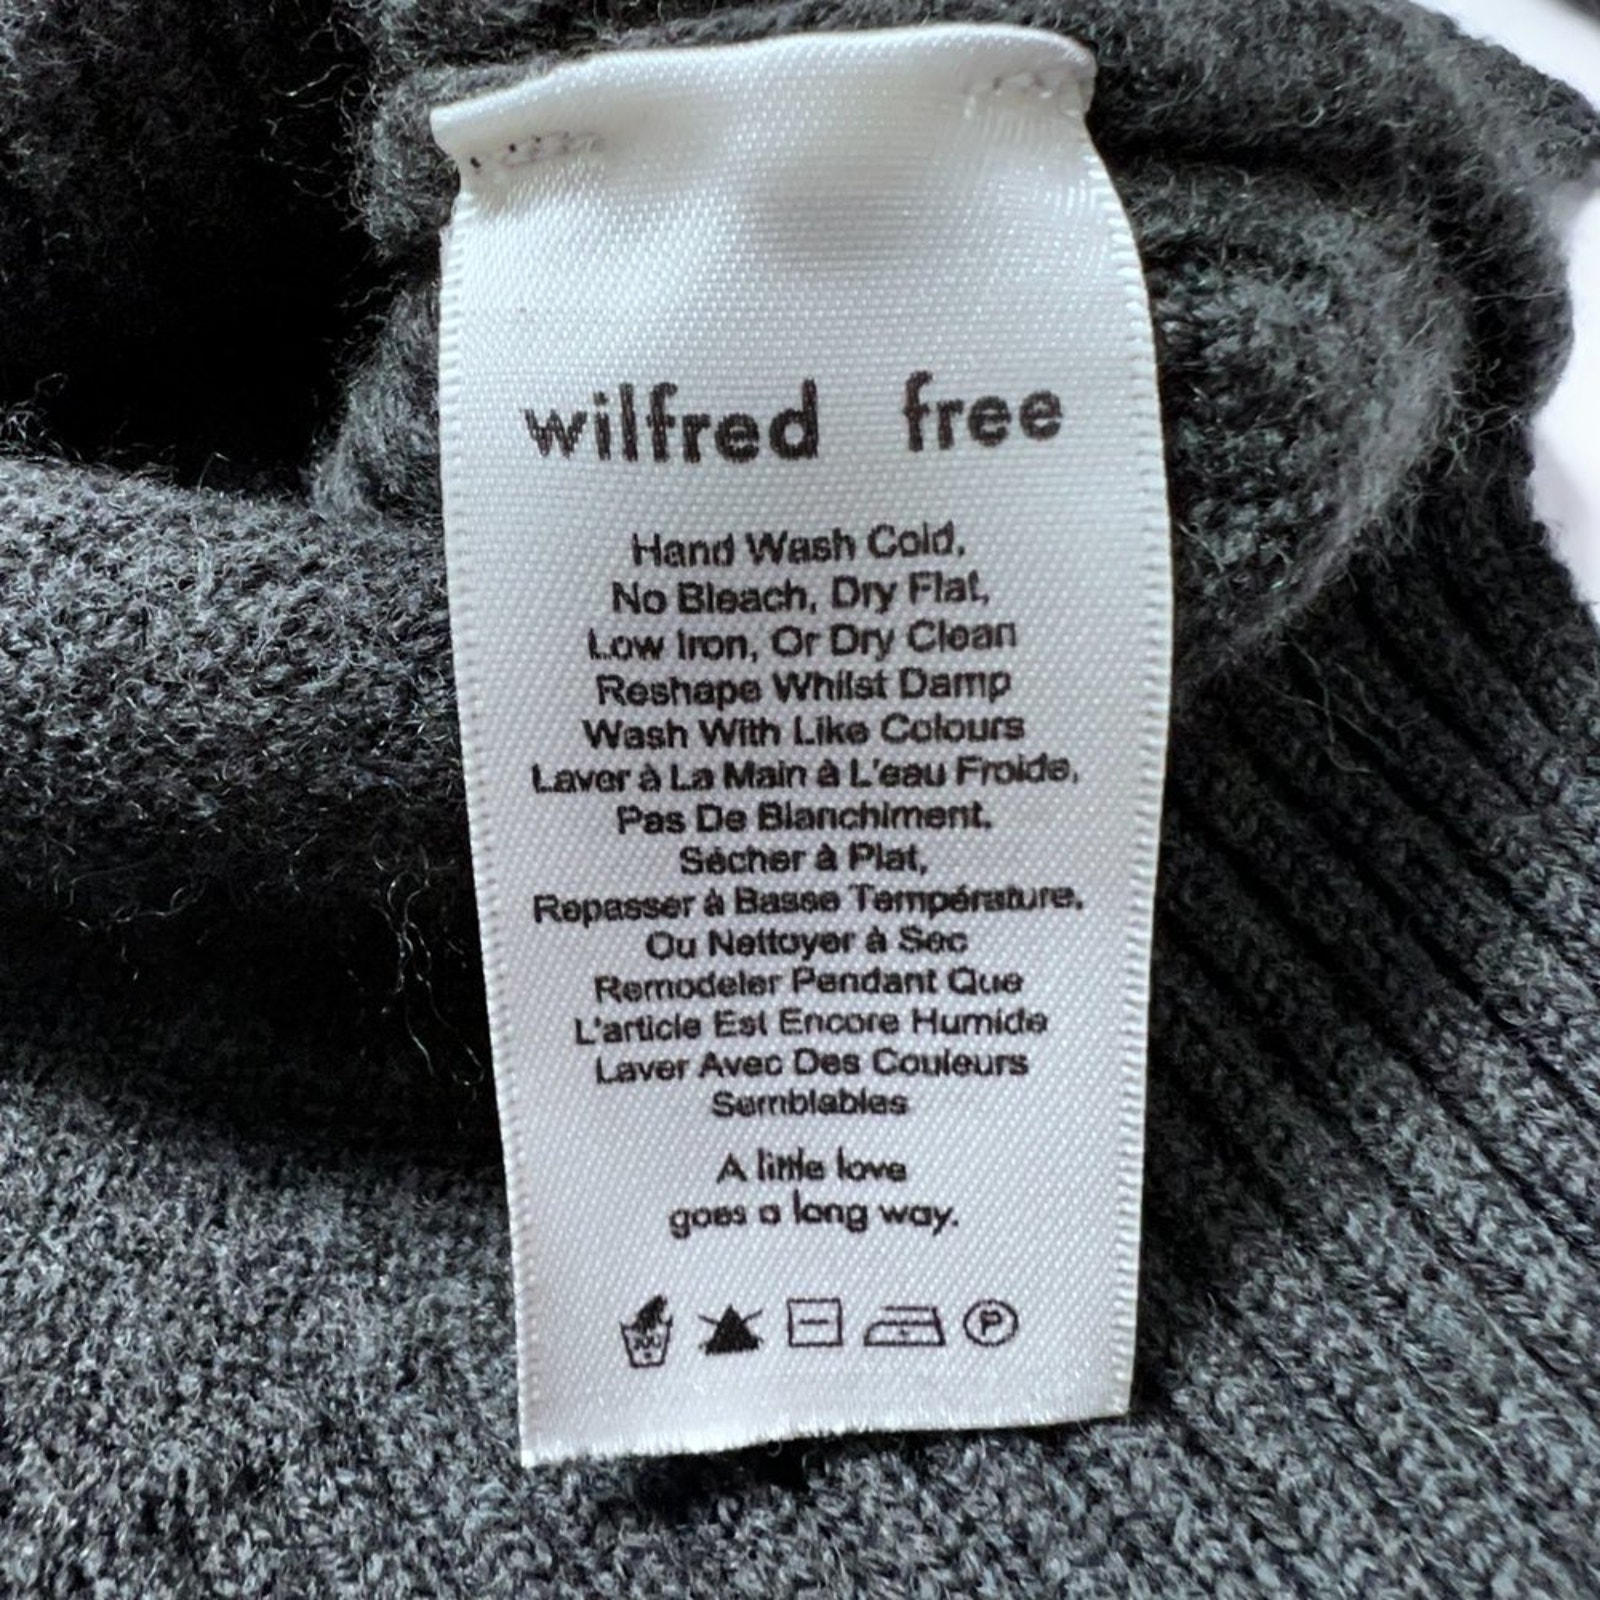 wilfred free
Hand Wash Cold,
No Bleach, Dry Flat,
Low Iron, Or Dry Clean
Reshape Whilst Damp
Wash With Like Colours
Laver à La Main à L'eau Froide,
Pas De Blanchiment,
Sécher à Plat,
Repasser à Basse Température,
Ou Nettoyer à Sec
Remodeler Pendant Que
L'article Est Encore Humide
Laver Avec Des Couleurs
Semblables
A little love
goes a long way.
P